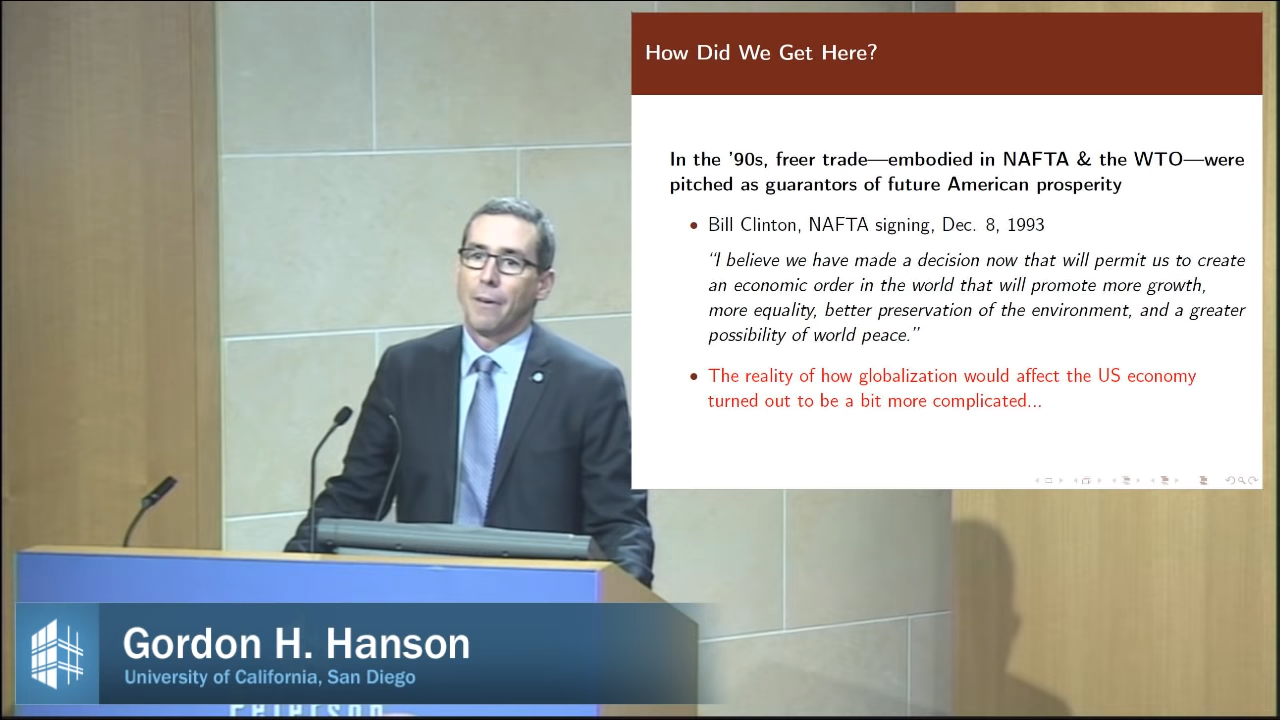 How Did We Get Here?
In the '90s, freer trade—embodied in NAFTA & the WTO—were
pitched as guarantors of future American prosperity
• Bill Clinton, NAFTA signing, Dec. 8, 1993
“I believe we have made a decision now that will permit us to create
an economic order in the world that will promote more growth,
more equality, better preservation of the environment, and a greater
possibility of world peace.”
• The reality of how globalization would affect the US economy
turned out to be a bit more complicated...
Gordon H. Hanson
University of California, San Diego